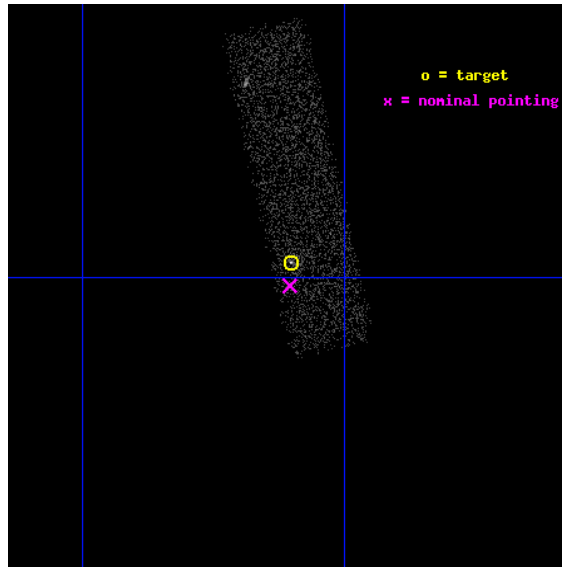 o = target
x = nominal pointing